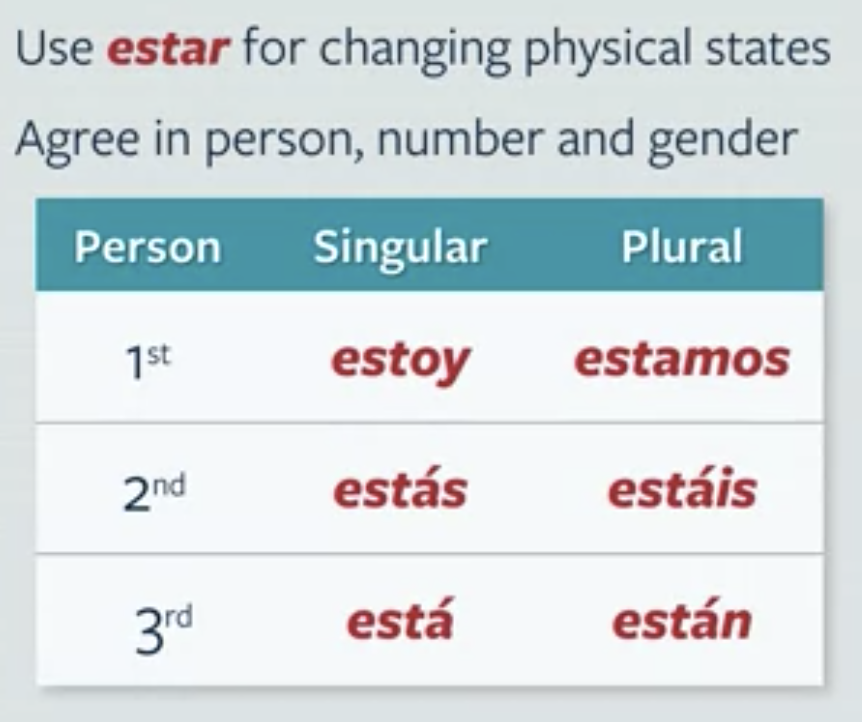 Use estar for changing physical states
Agree in person, number and gender
Person Singular Plural
1st estoy estamos
2nd estás estáis
3rd está están